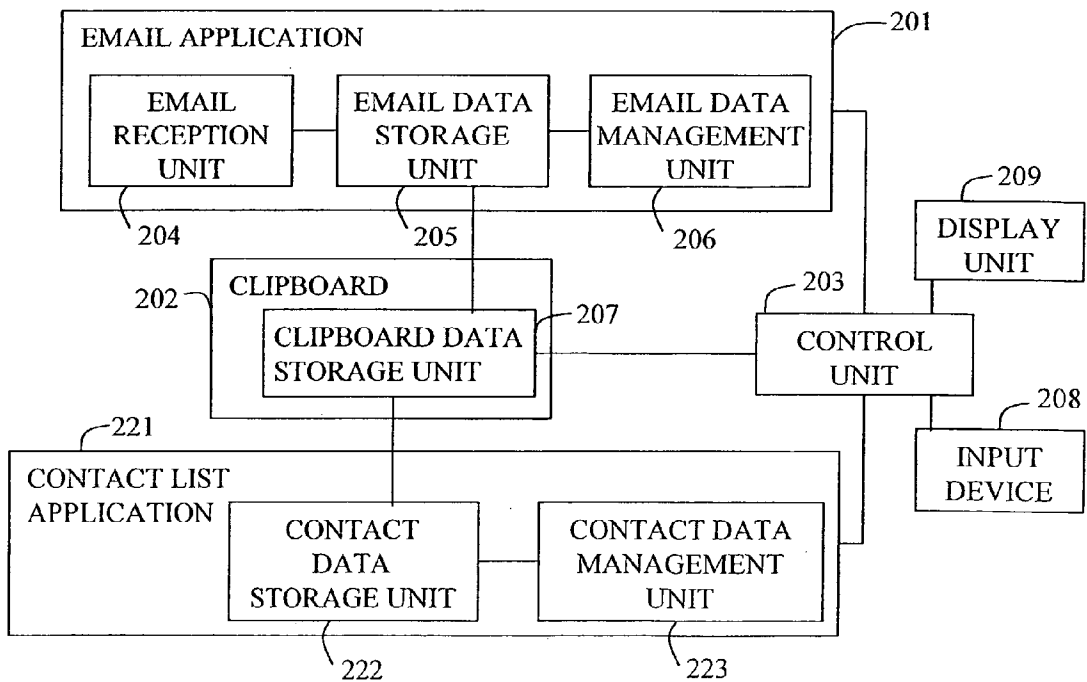 EMAIL APPLICATION
201
EMAIL
RECEPTION
UNIT
EMAIL DATA
STORAGE
UNIT
EMAIL DATA
MANAGEMENT
UNIT
204
205
206
209
DISPLAY
UNIT
202
CLIPBOARD
207
CLIPBOARD DATA
STORAGE UNIT
203
CONTROL
UNIT
208
INPUT
DEVICE
221
CONTACT LIST
APPLICATION
CONTACT
DATA
STORAGE UNIT
CONTACT DATA
MANAGEMENT
UNIT
222
223